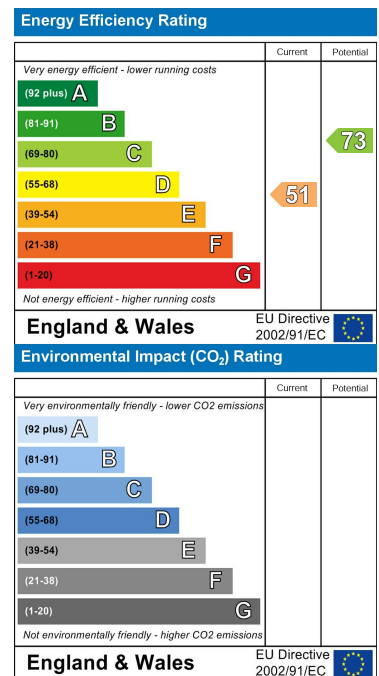 Energy Efficiency Rating
Current Potential
Very energy efficient - lower running costs
(92 plus) A
(81-91) B
(69-80) C
(55-68) D
(39-54) E
(21-38) F
(1-20) G
51
73
Not energy efficient - higher running costs
England & Wales
EU Directive
2002/91/EC
Environmental Impact (CO₂) Rating
Current Potential
Very environmentally friendly - lower CO2 emissions
(92 plus) A
(81-91) B
(69-80) C
(55-68) D
(39-54) E
(21-38) F
(1-20) G
Not environmentally friendly - higher CO2 emissions
England & Wales
EU Directive
2002/91/EC